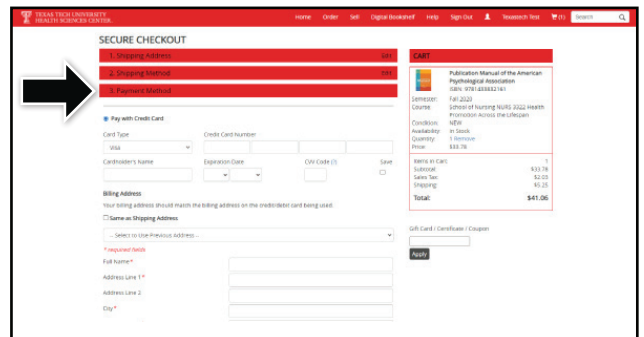 TEXAS TECH UNIVERSITY
HEALTH SCIENCES CENTER.
Home Order Sell Digital Bookshelf Help Sign Out Texastech Test (1) Search
SECURE CHECKOUT
1. Shipping Address
2. Shipping Method
3. Payment Method
Pay with Credit Card
Card Type Credit Card Number
Visa
Cardholder's Name Expiration Date CVV Code (?) Save
Billing Address
Your billing address should match the billing address on the credit/debit card being used.
Same as Shipping Address
-- Select to Use Previous Address --
* required fields
Full Name*
Address Line 1*
Address Line 2
City*
CART
Publication Manual of the American
Psychological Association
ISBN:
Semester: Fall 2020
Course: School of Nursing NURS 3322 Health
Promotion Across the Lifespan
Condition: NEW
Availability: In Stock
Quantity: 1 Remove
Price: $33.78
Items in Cart: 1
Subtotal: $33.78
Sales Tax: $2.03
Shipping: $5.25
Total: $41.06
Gift Card / Certificate / Coupon
Apply